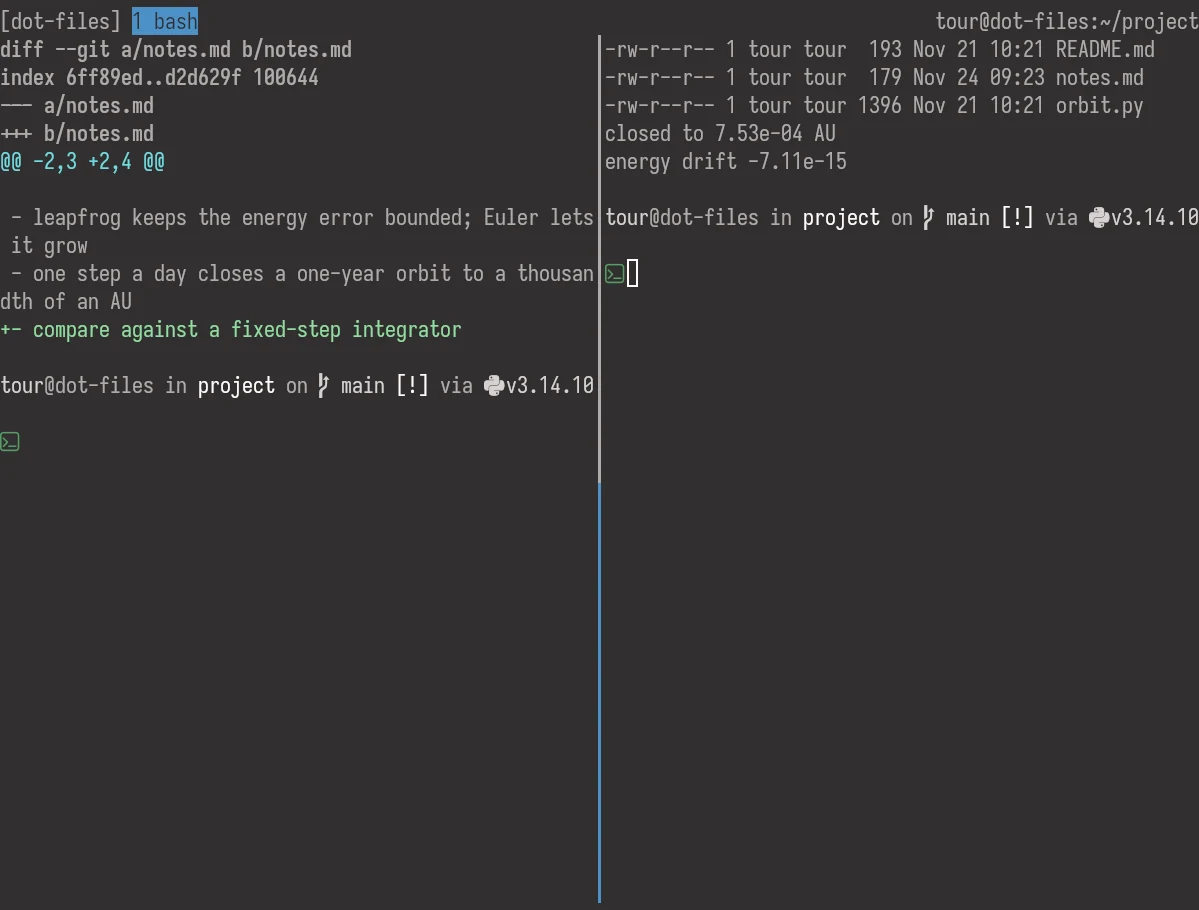 [dot-files] 1 bash tour@dot-files:~/project
diff --git a/notes.md b/notes.md
index 6ff89ed..d2d629f 100644
--- a/notes.md
+++ b/notes.md
@@ -2,3 +2,4 @@
 - leapfrog keeps the energy error bounded; Euler lets
 it grow
 - one step a day closes a one-year orbit to a thousan
dth of an AU
+- compare against a fixed-step integrator
tour@dot-files in project on main [!] via v3.14.10
-rw-r--r-- 1 tour tour  193 Nov 21 10:21 README.md
-rw-r--r-- 1 tour tour  179 Nov 24 09:23 notes.md
-rw-r--r-- 1 tour tour 1396 Nov 21 10:21 orbit.py
closed to 7.53e-04 AU
energy drift -7.11e-15
tour@dot-files in project on main [!] via v3.14.10